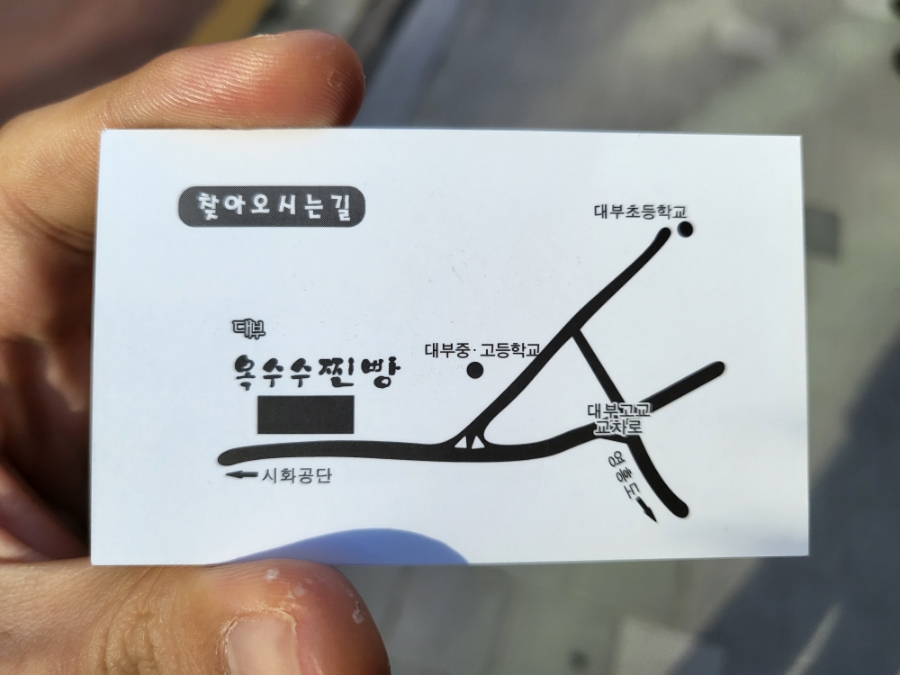 찾아오시는길
대부초등학교
대부
옥수수찐빵
대부중·고등학교
대부고교
교차로
시화공단
영흥도